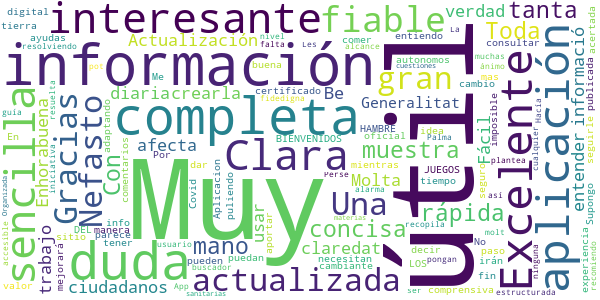 Muy
útil
información
completa
interesante
fiable
duda
Excelente
aplicación
sencilla
Clara
gran
actualizada
Gracias
Nefasto
Una
muestra
rápida
concisa
Toda
tanta
verdad
Actualización
diariacrearla
Be
Generalitat
afecta
Con
Enhorabuena
Molta
mano
usar
claredat
Fácil
entender
informació
trabajo
ciudadanos
digital
tierra
ayudas
resolviendo
nivel
falta
Les
alcance
comer
entiendo
autonomos
cuestiones
La
consultar
muchas
ánimo
mas
acertada
publicada
seguirle
buena
certificado
fidedigna
Me
pot
cambio
imposible
cualquier
Hacía
BIENVENIDOS
HAMBRE
oficial
idea
Palma
JUEGOS
plantea
guía
En
resuelta
Iniciativa
adaptando
comentarios
Por
dar
mientras
Perse
seguro
así
Supongo
accesible
Organizada
info
parece
DEL
manera
sitio
tener
mejorará
valor
usuario
Covid
Aplicacion
puliendo
aportar
alarma
tiempo
materias
recopila
molt
experiencia
recomiendo
pueden
puedan
necesitan
cambiante
buscador
App
sanitarias
decir
LOS
pongan
ser
No
paso
irán
fin
comprensiva
ninguna
estructurada